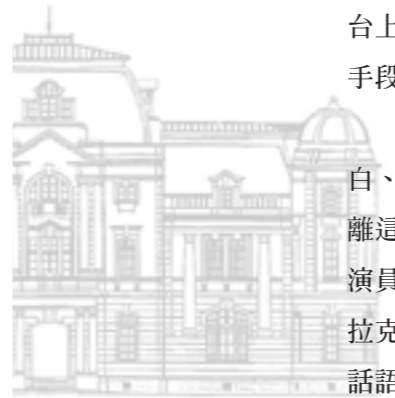 台上
手段
白、
離這
演員
拉克
話語